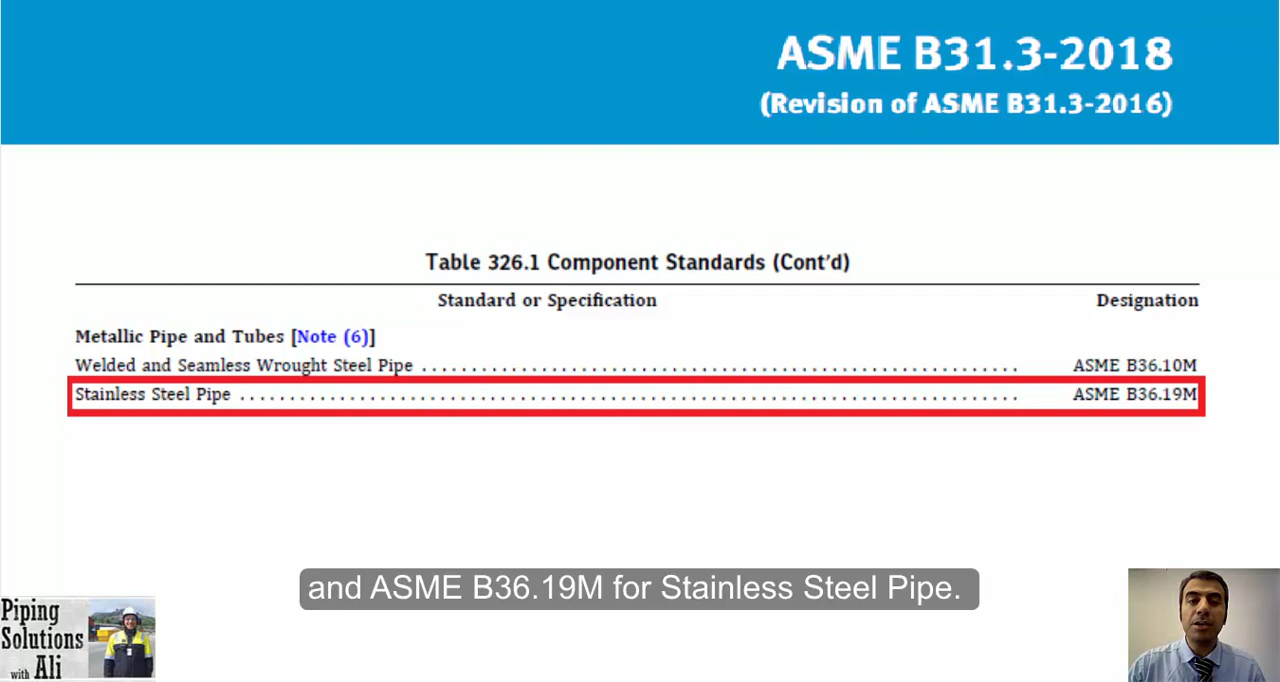 ASME B31.3-2018
(Revision of ASME B31.3-2016)
Table 326.1 Component Standards (Cont’d)
Standard or Specification Designation
Metallic Pipe and Tubes [Note (6)]
Welded and Seamless Wrought Steel Pipe . . . . . . . . . . . . . . . . . . . . . . . . . . . . . . ASME B36.10M
Stainless Steel Pipe . . . . . . . . . . . . . . . . . . . . . . . . . . . . . . ASME B36.19M
and ASME B36.19M for Stainless Steel Pipe.
Piping
Solutions
with Ali